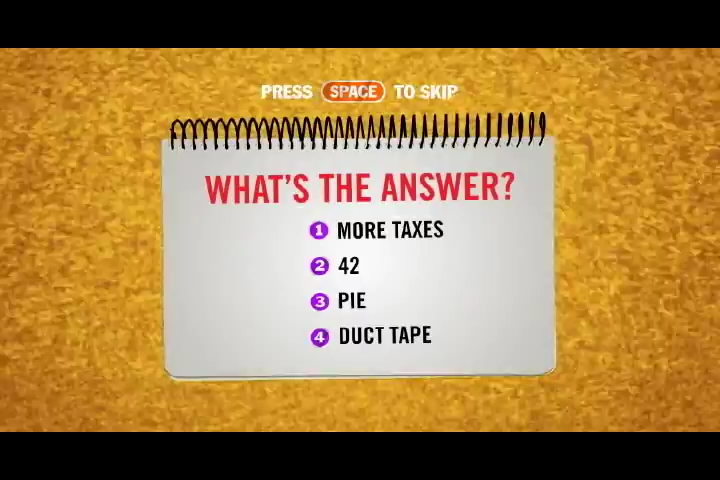 PRESS SPACE TO SKIP
WHAT'S THE ANSWER?
1 MORE TAXES
2 42
3 PIE
4 DUCT TAPE